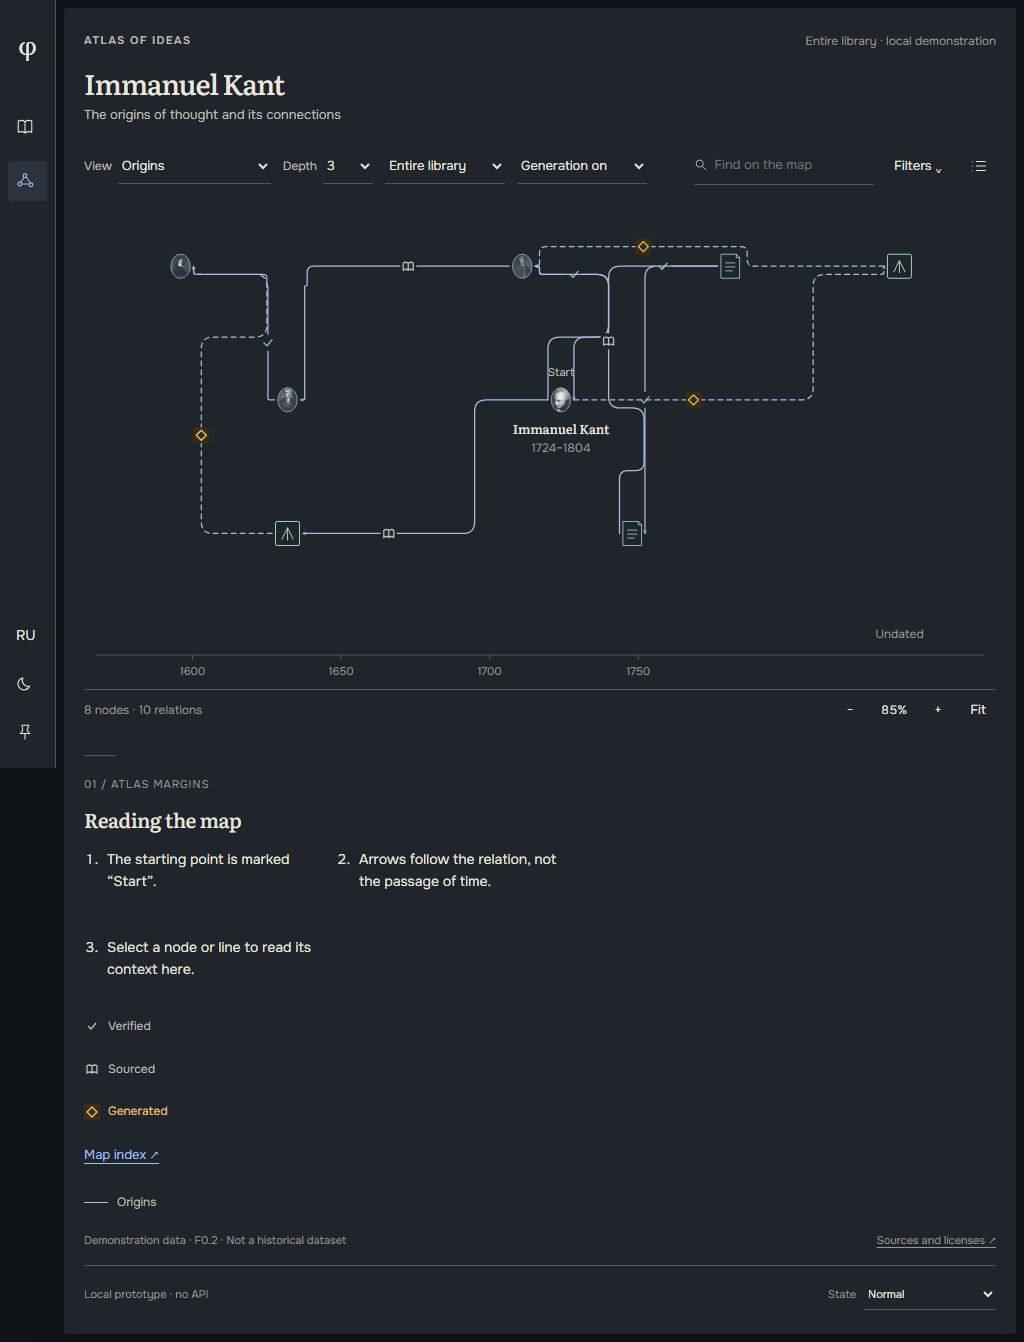 φ
ATLAS OF IDEAS
Entire library · local demonstration
Immanuel Kant
The origins of thought and its connections
View Origins Depth 3 Entire library Generation on Find on the map Filters
Start
Immanuel Kant
1724–1804
RU
Undated
1600 1650 1700 1750
8 nodes · 10 relations − 85% + Fit
01 / ATLAS MARGINS
Reading the map
1. The starting point is marked
“Start”.
2. Arrows follow the relation, not
the passage of time.
3. Select a node or line to read its
context here.
Verified
Sourced
Generated
Map index ↗
Origins
Demonstration data · F0.2 · Not a historical dataset
Sources and licenses ↗
Local prototype · no API
State Normal